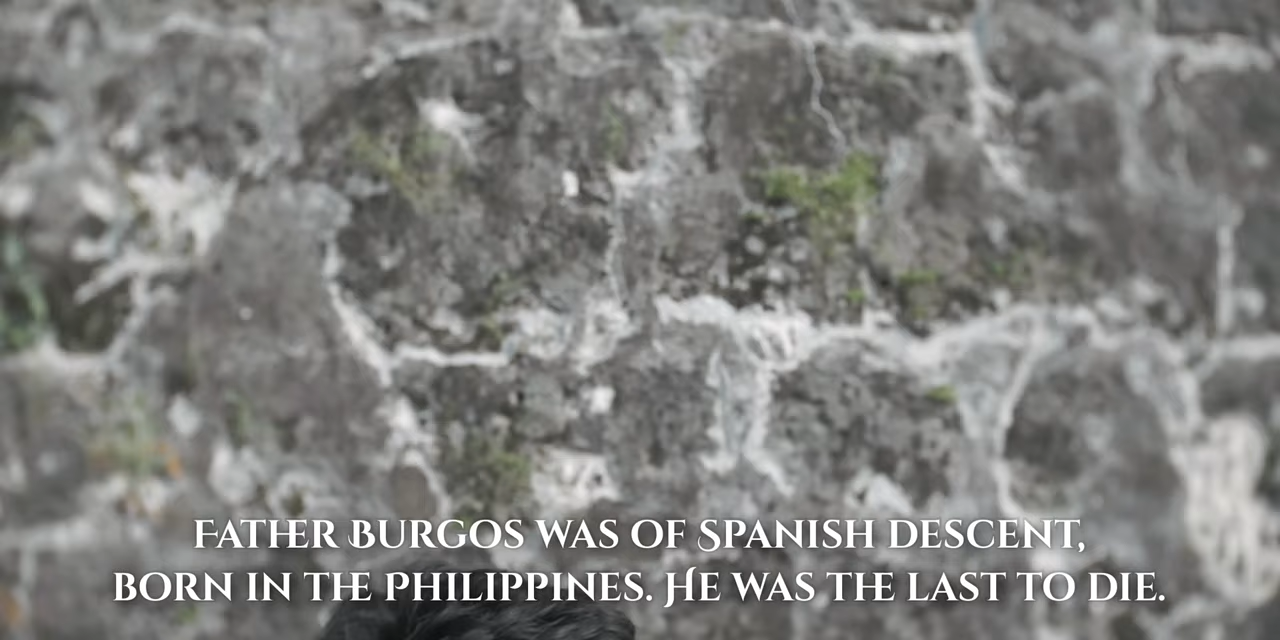 Father Burgos was of Spanish descent,
born in the Philippines. He was the last to die.